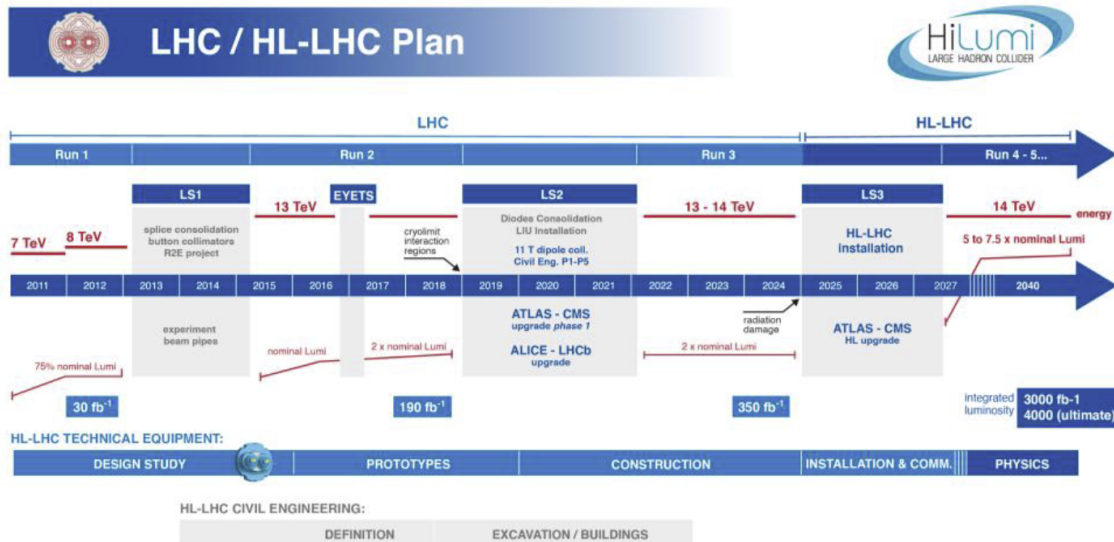 LHC / HL-LHC Plan
HiLumi
LARGE HADRON COLLIDER
LHC
HL-LHC
Run 1
Run 2
Run 3
Run 4 - 5...
LS1
EYETS
LS2
LS3
13 TeV
13 - 14 TeV
14 TeV
energy
splice consolidation
button collimators
R2E project
7 TeV
8 TeV
cryolimit
interaction
regions
Diodes Consolidation
LIU Installation
11 T dipole coll.
Civil Eng. P1-P5
HL-LHC
installation
5 to 7.5 x nominal Lumi
2011 2012 2013 2014 2015 2016 2017 2018 2019 2020 2021 2022 2023 2024 2025 2026 2027 2040
experiment
beam pipes
ATLAS - CMS
upgrade phase 1
ALICE - LHCb
upgrade
radiation
damage
ATLAS - CMS
HL upgrade
75% nominal Lumi
nominal Lumi
2 x nominal Lumi
2 x nominal Lumi
30 fb⁻¹
190 fb⁻¹
350 fb⁻¹
integrated
luminosity
3000 fb-1
4000 (ultimate)
HL-LHC TECHNICAL EQUIPMENT:
DESIGN STUDY
PROTOTYPES
CONSTRUCTION
INSTALLATION & COMM.
PHYSICS
HL-LHC CIVIL ENGINEERING:
DEFINITION
EXCAVATION / BUILDINGS